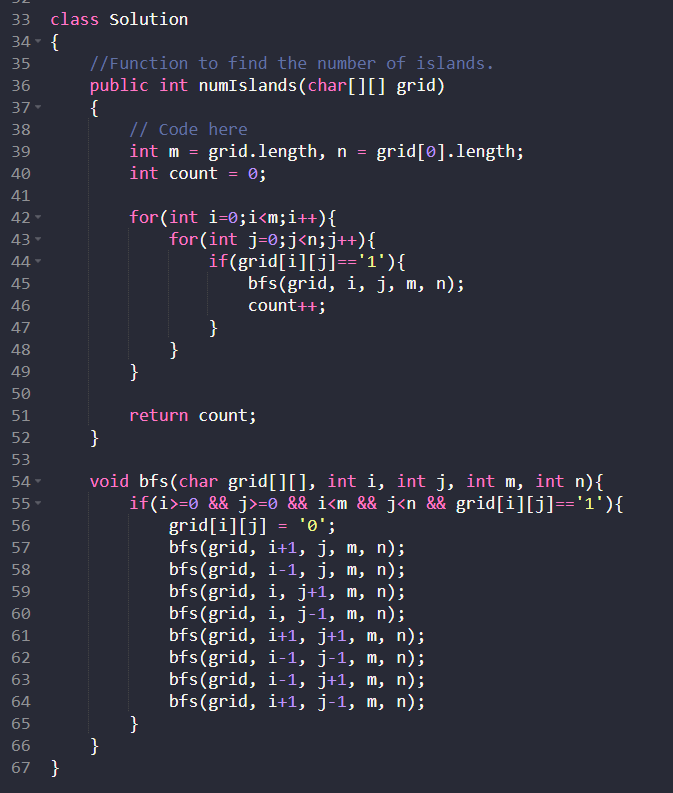 33 class Solution
34 {
35     //Function to find the number of islands.
36     public int numIslands(char[][] grid)
37     {
38         // Code here
39         int m = grid.length, n = grid[0].length;
40         int count = 0;
41
42         for(int i=0;i<m;i++){
43             for(int j=0;j<n;j++){
44                 if(grid[i][j]=='1'){
45                     bfs(grid, i, j, m, n);
46                     count++;
47                 }
48             }
49         }
50
51         return count;
52     }
53
54     void bfs(char grid[][], int i, int j, int m, int n){
55         if(i>=0 && j>=0 && i<m && j<n && grid[i][j]=='1'){
56             grid[i][j] = '0';
57             bfs(grid, i+1, j, m, n);
58             bfs(grid, i-1, j, m, n);
59             bfs(grid, i, j+1, m, n);
60             bfs(grid, i, j-1, m, n);
61             bfs(grid, i+1, j+1, m, n);
62             bfs(grid, i-1, j-1, m, n);
63             bfs(grid, i-1, j+1, m, n);
64             bfs(grid, i+1, j-1, m, n);
65         }
66     }
67 }